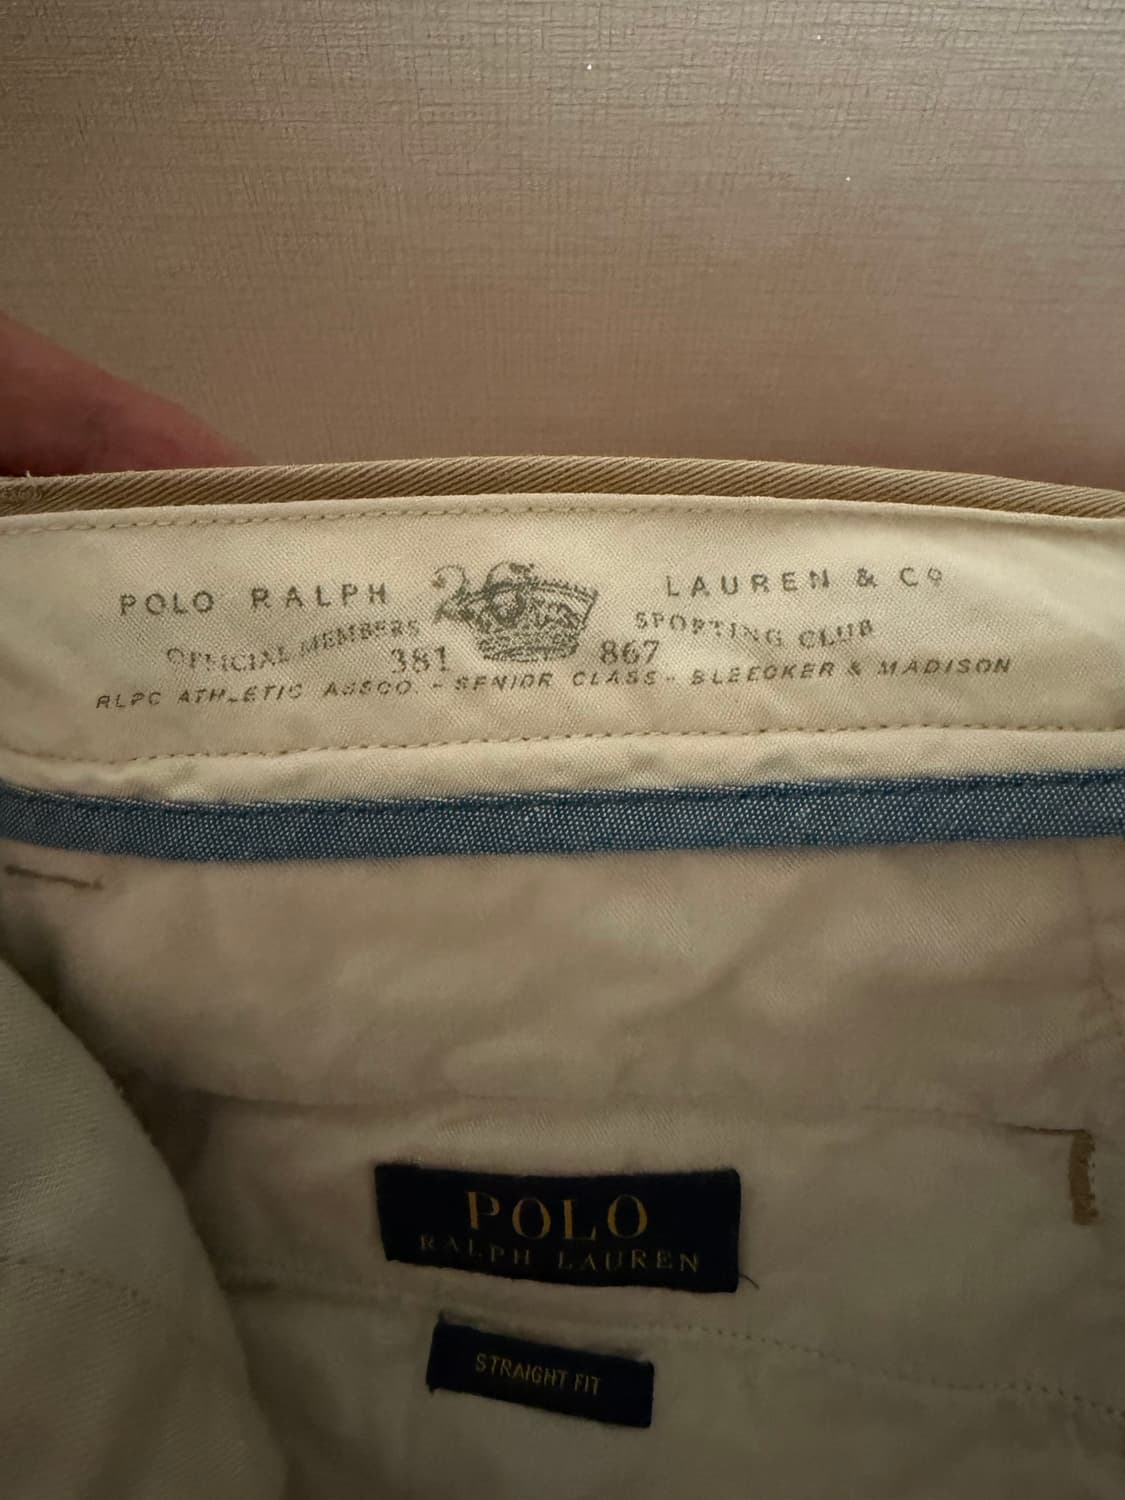 POLO RALPH LAUREN & Co
OFFICIAL MEMBERS SPORTING CLUB
381 867
RLPC ATHLETIC ASSCO. - SENIOR CLASS - BLEECKER & MADISON
POLO
RALPH LAUREN
STRAIGHT FIT